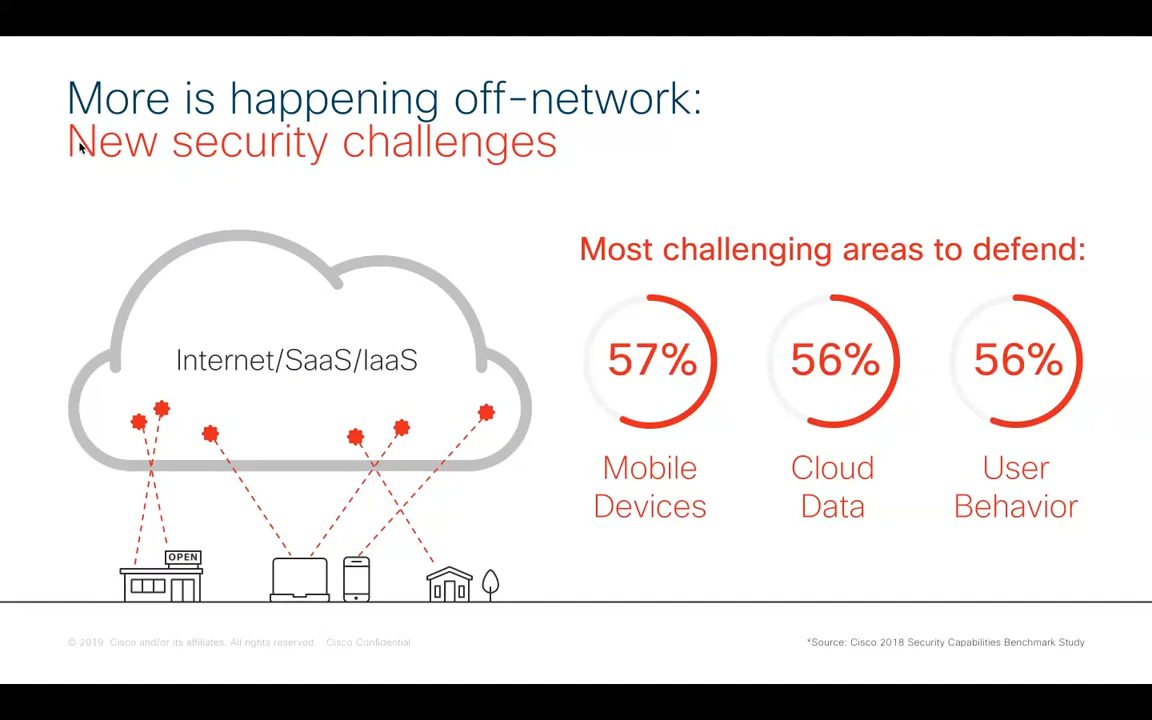 More is happening off-network:
New security challenges
Internet/SaaS/IaaS
OPEN
Most challenging areas to defend:
57%
Mobile
Devices
56%
Cloud
Data
56%
User
Behavior
© 2019 Cisco and/or its affiliates. All rights reserved. Cisco Confidential
*Source: Cisco 2018 Security Capabilities Benchmark Study